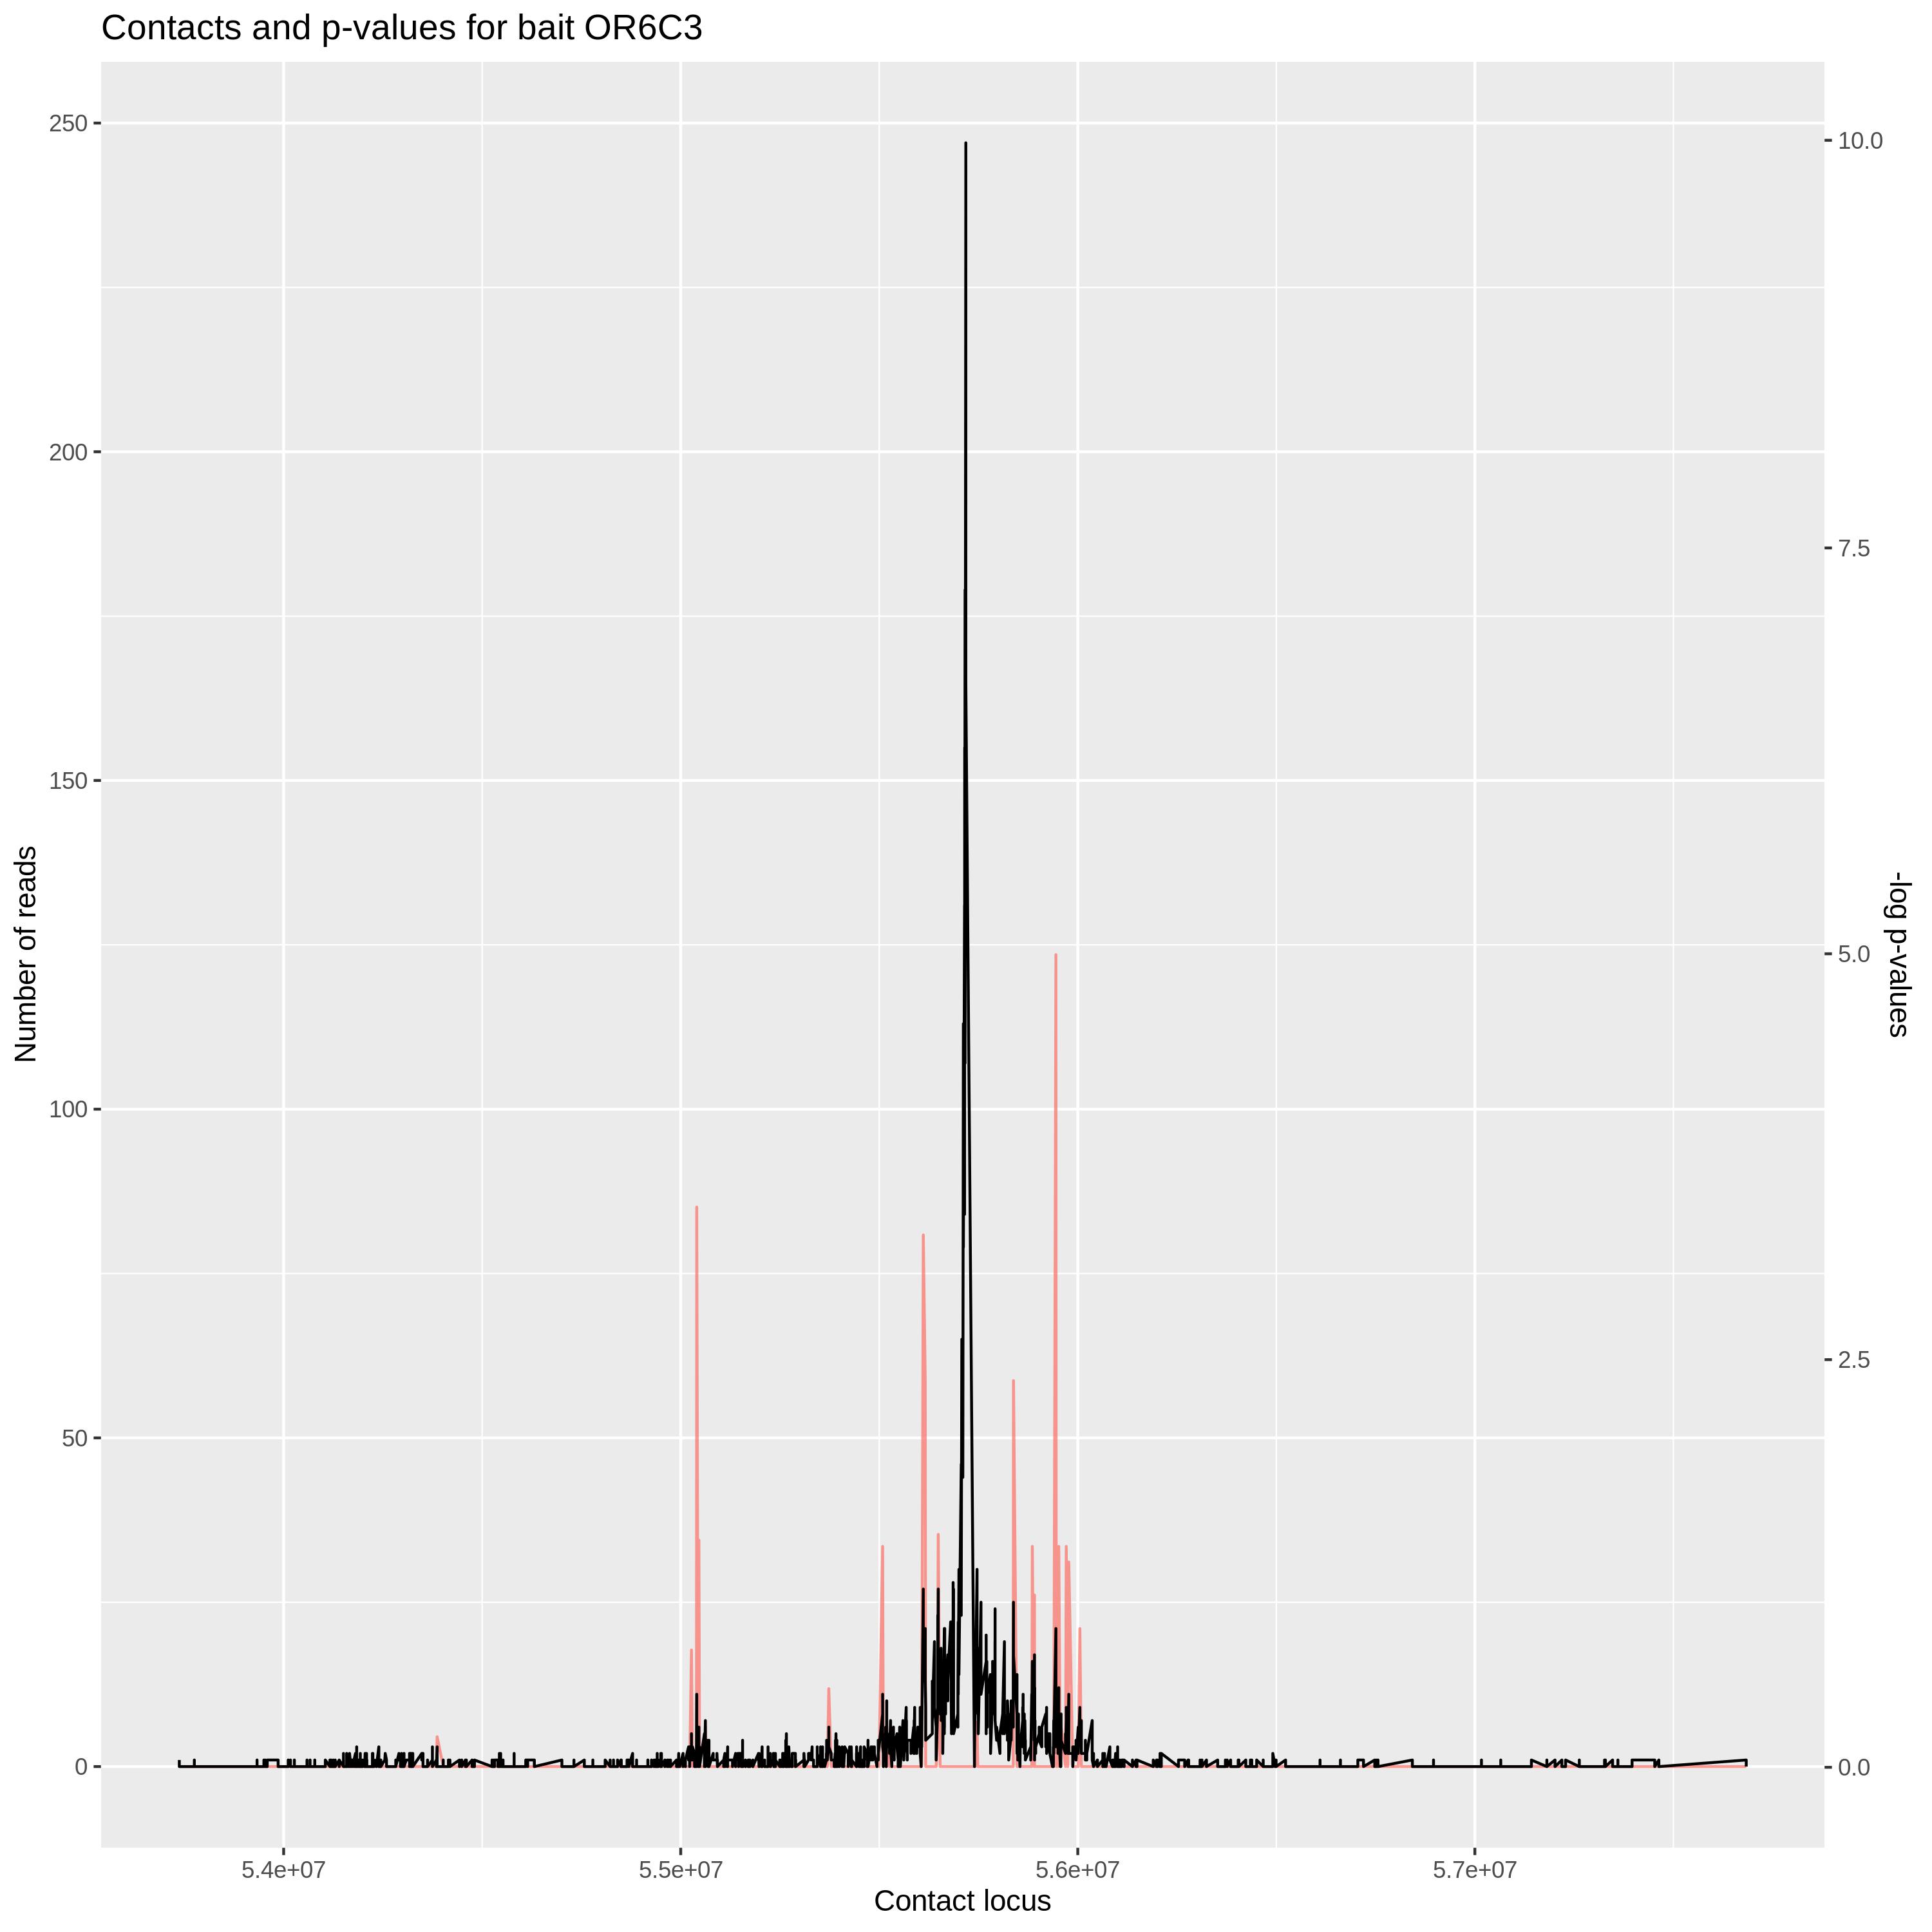 Contacts and p-values for bait OR6C3
250
200
150
100
50
0
Number of reads
10.0
7.5
5.0
2.5
0.0
-log p-values
5.4e+07
5.5e+07
5.6e+07
5.7e+07
Contact locus